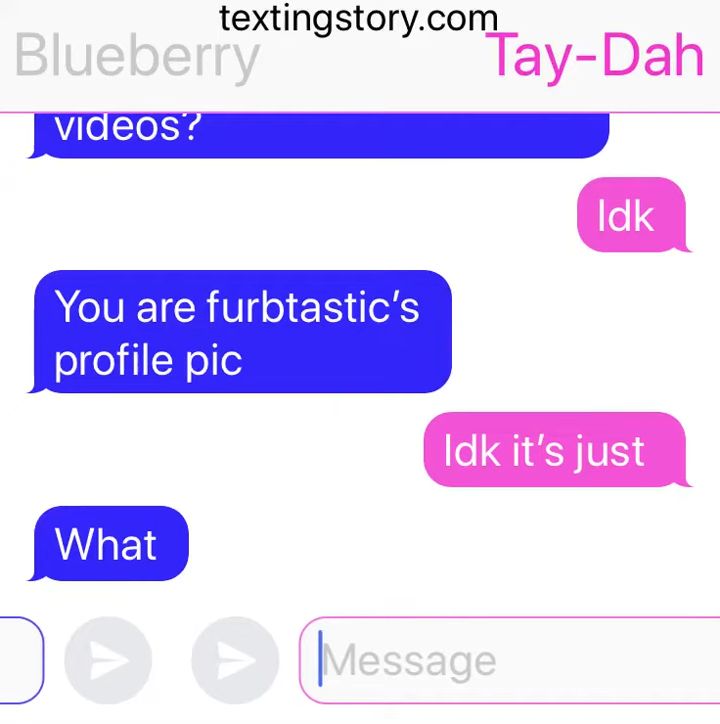 textingstory.com
Blueberry
Tay-Dah
videos?
Idk
You are furbtastic’s
profile pic
Idk it’s just
What
Message